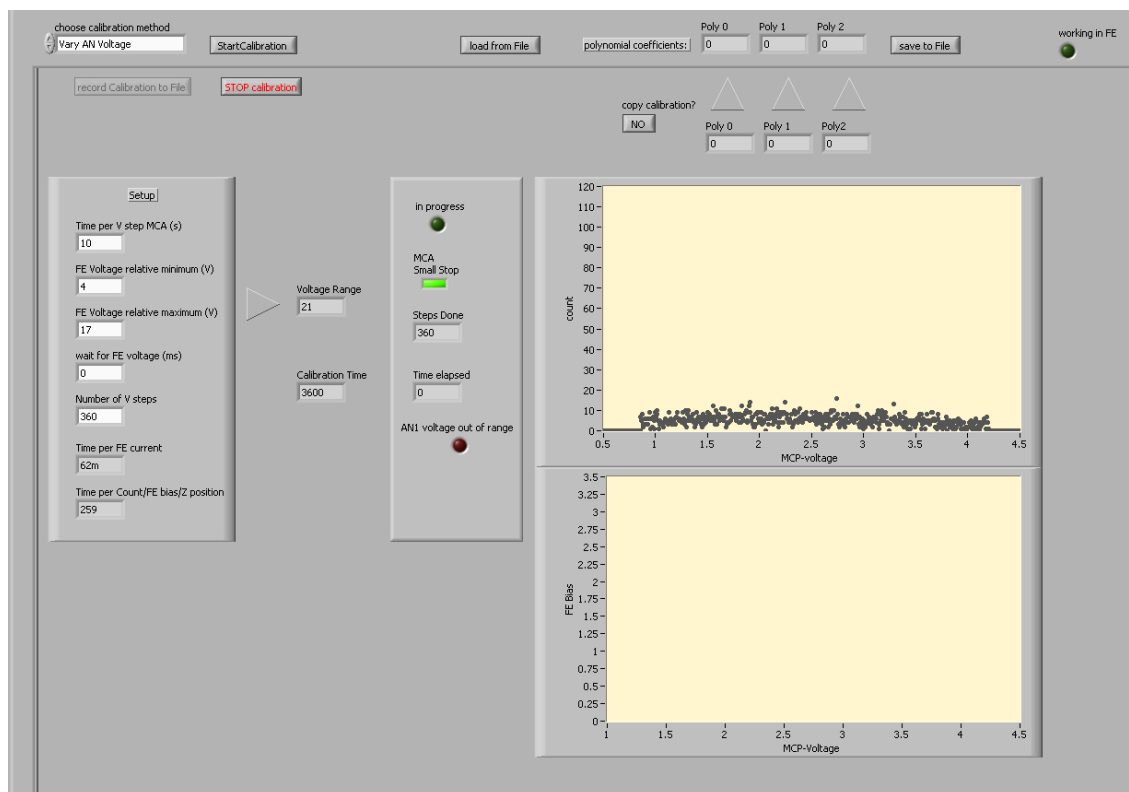 choose calibration method
Vary AN Voltage
StartCalibration
load from File
polynomial coefficients:
Poly 0
0
Poly 1
0
Poly 2
0
save to File
working in FE
record Calibration to File
STOP calibration
copy calibration?
NO
Poly 0
0
Poly 1
0
Poly2
0
Setup
Time per V step MCA (s)
10
FE Voltage relative minimum (V)
4
FE Voltage relative maximum (V)
17
wait for FE voltage (ms)
0
Number of V steps
360
Time per FE current
62m
Time per Count/FE bias/Z position
259
Voltage Range
21
Calibration Time
3600
in progress
MCA
Small Stop
Steps Done
360
Time elapsed
0
AN1 voltage out of range
count
120
110
100
90
80
70
60
50
40
30
20
10
0
0.5 1 1.5 2 2.5 3 3.5 4 4.5
MCP-voltage
FE Bias
3.5
3.25
3
2.75
2.5
2.25
2
1.75
1.5
1.25
1
0.75
0.5
0.25
0
1 1.5 2 2.5 3 3.5 4 4.5
MCP-Voltage